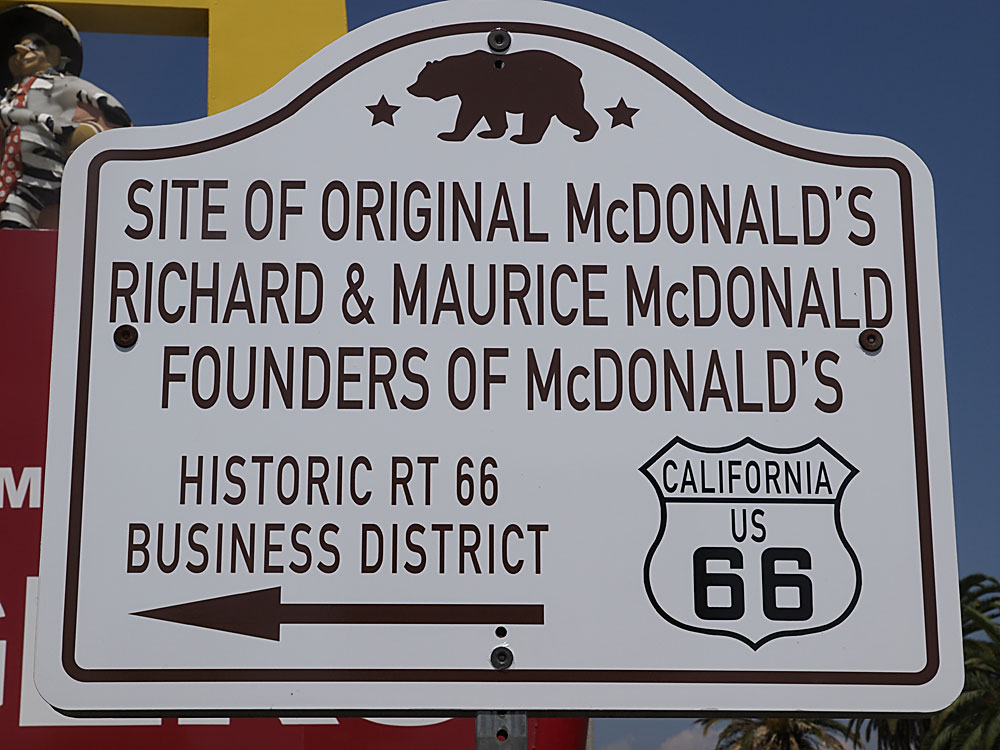 SITE OF ORIGINAL McDONALD'S
RICHARD & MAURICE McDONALD
FOUNDERS OF McDONALD'S
HISTORIC RT 66
BUSINESS DISTRICT
CALIFORNIA
US
66